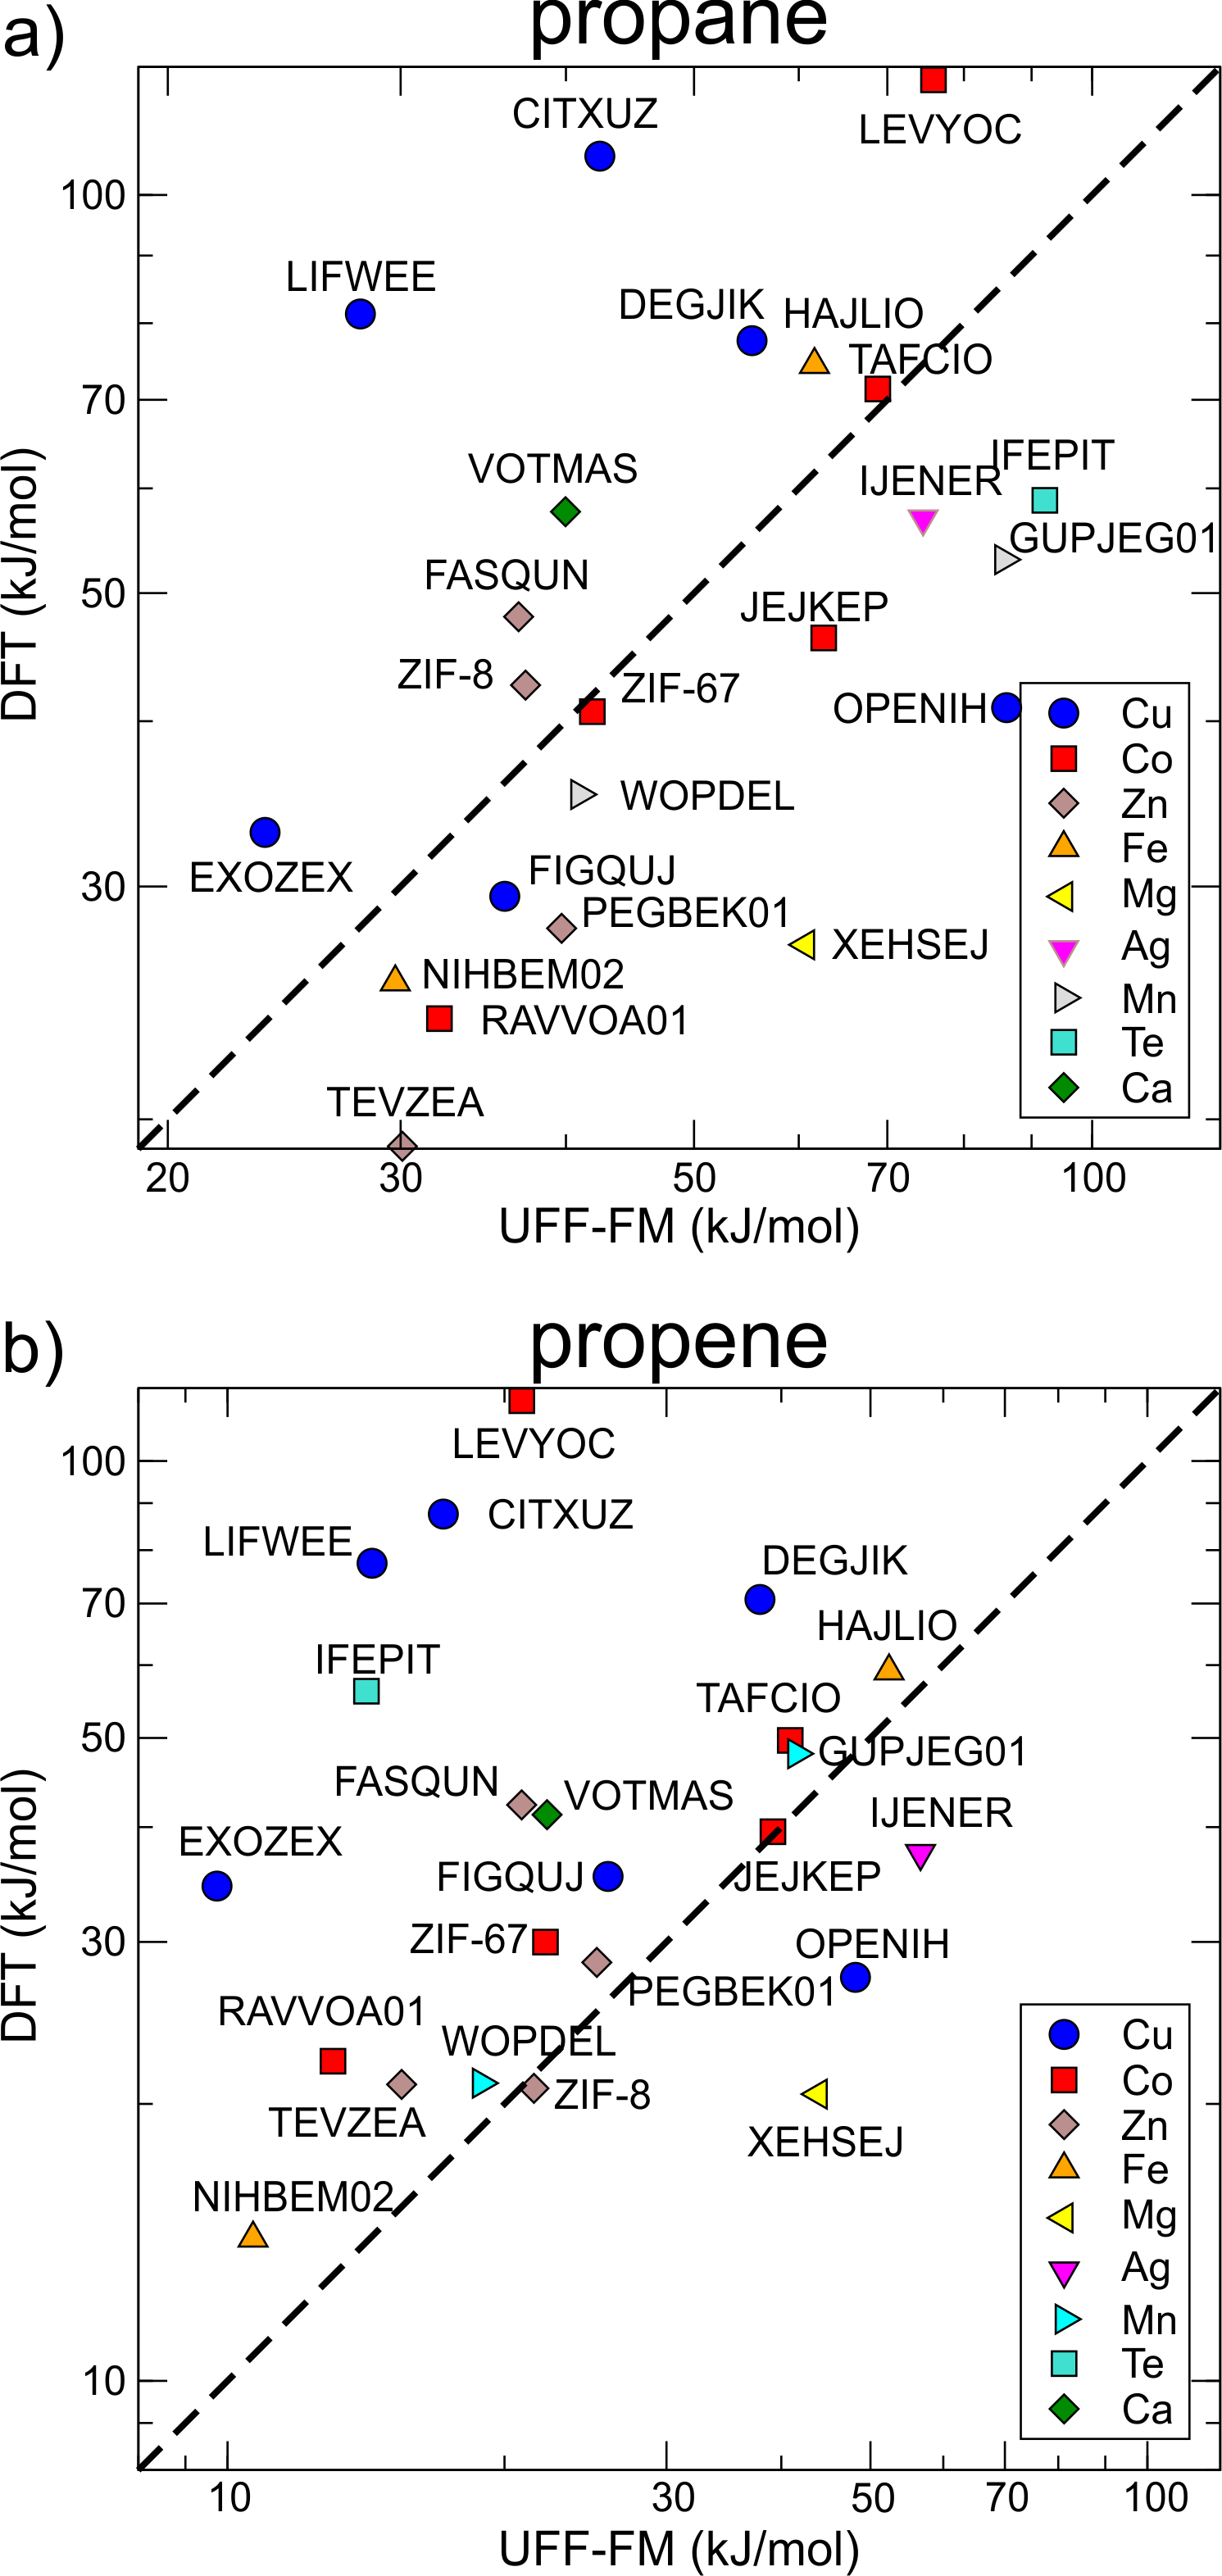 a)
propane
CITXUZ
LEVYOC
100
LIFWEE
DEGJIK
HAJLIO
TAFCIO
70
IFEPIT
VOTMAS
IJENER
GUPJEG01
FASQUN
50
JEJKEP
ZIF-8
ZIF-67
OPENIH
DFT (kJ/mol)
WOPDEL
EXOZEX
30
FIGQUJ
PEGBEK01
XEHSEJ
NIHBEM02
RAVVOA01
TEVZEA
Cu
Co
Zn
Fe
Mg
Ag
Mn
Te
Ca
20 30 50 70 100
UFF-FM (kJ/mol)
b)
propene
LEVYOC
100
CITXUZ
LIFWEE
DEGJIK
70
HAJLIO
IFEPIT
TAFCIO
50
GUPJEG01
FASQUN
VOTMAS
IJENER
EXOZEX
FIGQUJ
JEJKEP
ZIF-67
30
OPENIH
PEGBEK01
DFT (kJ/mol)
RAVVOA01
WOPDEL
ZIF-8
TEVZEA
XEHSEJ
NIHBEM02
10
Cu
Co
Zn
Fe
Mg
Ag
Mn
Te
Ca
10 30 50 70 100
UFF-FM (kJ/mol)